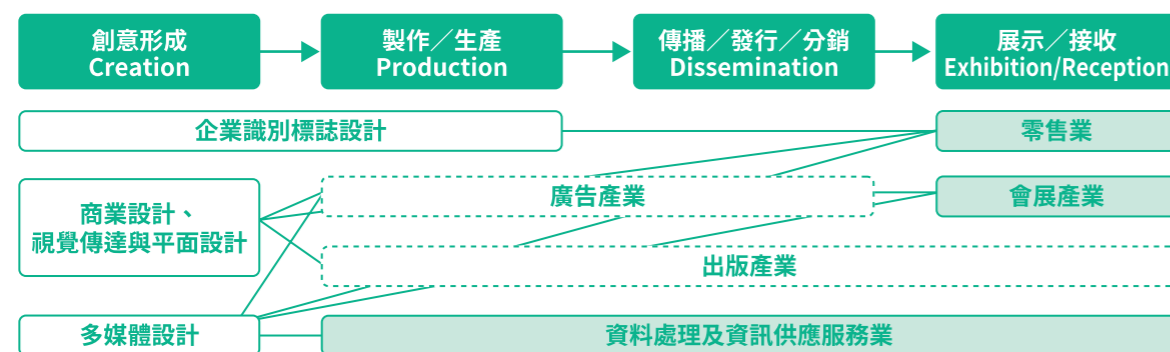 創意形成
Creation
製作／生產
Production
傳播／發行／分銷
Dissemination
展示／接收
Exhibition/Reception
企業識別標誌設計
零售業
商業設計、
視覺傳達與平面設計
廣告產業
會展產業
出版產業
多媒體設計
資料處理及資訊供應服務業